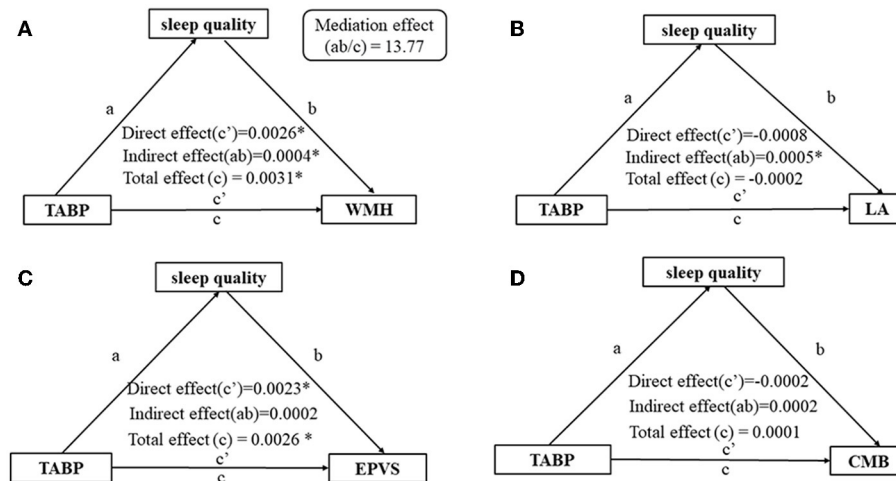 A
sleep quality
Mediation effect
(ab/c) = 13.77
a
b
Direct effect(c’)=0.0026*
Indirect effect(ab)=0.0004*
Total effect (c) = 0.0031*
TABP
c’
c
WMH
B
sleep quality
a
b
Direct effect(c’)=-0.0008
Indirect effect(ab)=0.0005*
Total effect (c) = -0.0002
TABP
c’
c
LA
C
sleep quality
a
b
Direct effect(c’)=0.0023*
Indirect effect(ab)=0.0002
Total effect (c) = 0.0026 *
TABP
c’
c
EPVS
D
sleep quality
a
b
Direct effect(c’)=-0.0002
Indirect effect(ab)=0.0002
Total effect (c) = 0.0001
TABP
c’
c
CMB